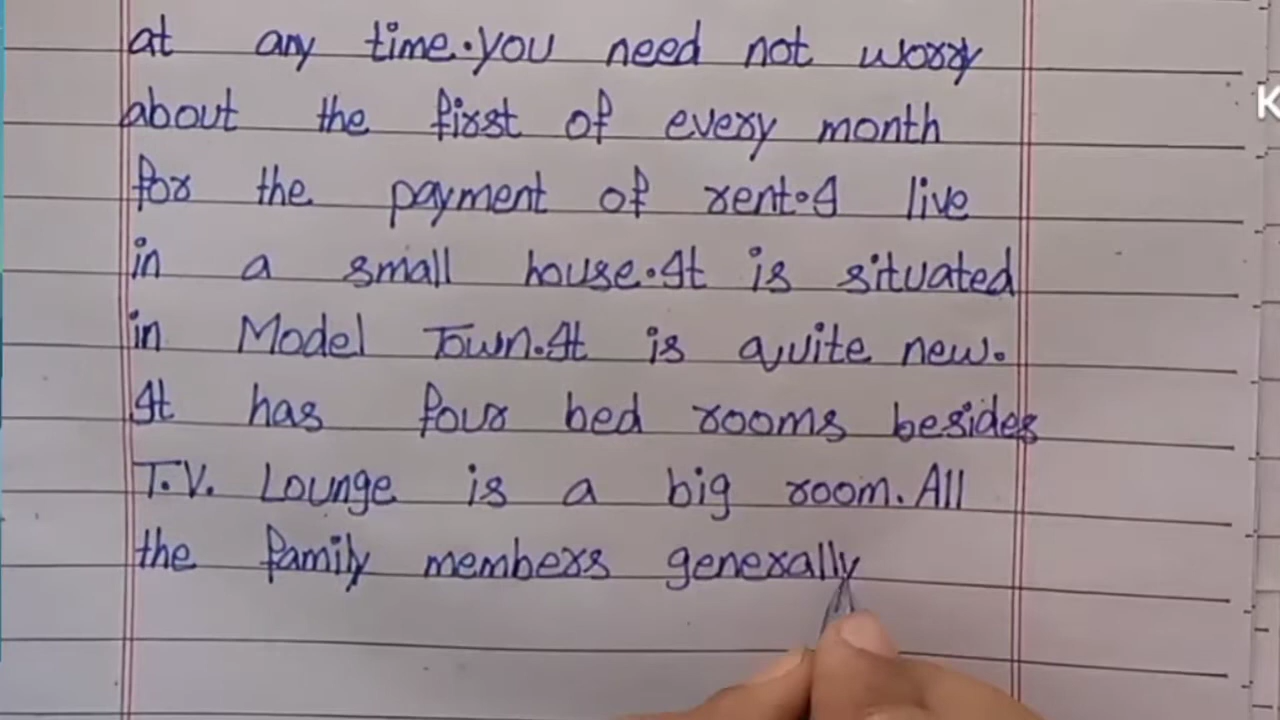 at any time.you need not worry
about the first of every month
for the payment of rent.I live
in a small house.It is situated
in Model Town.It is quite new.
It has four bed rooms besides
T.V. Lounge is a big room. All
the family members generally
K